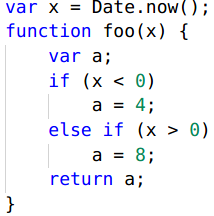 var x = Date.now();
function foo(x) {
    var a;
    if (x < 0)
        a = 4;
    else if (x > 0)
        a = 8;
    return a;
}